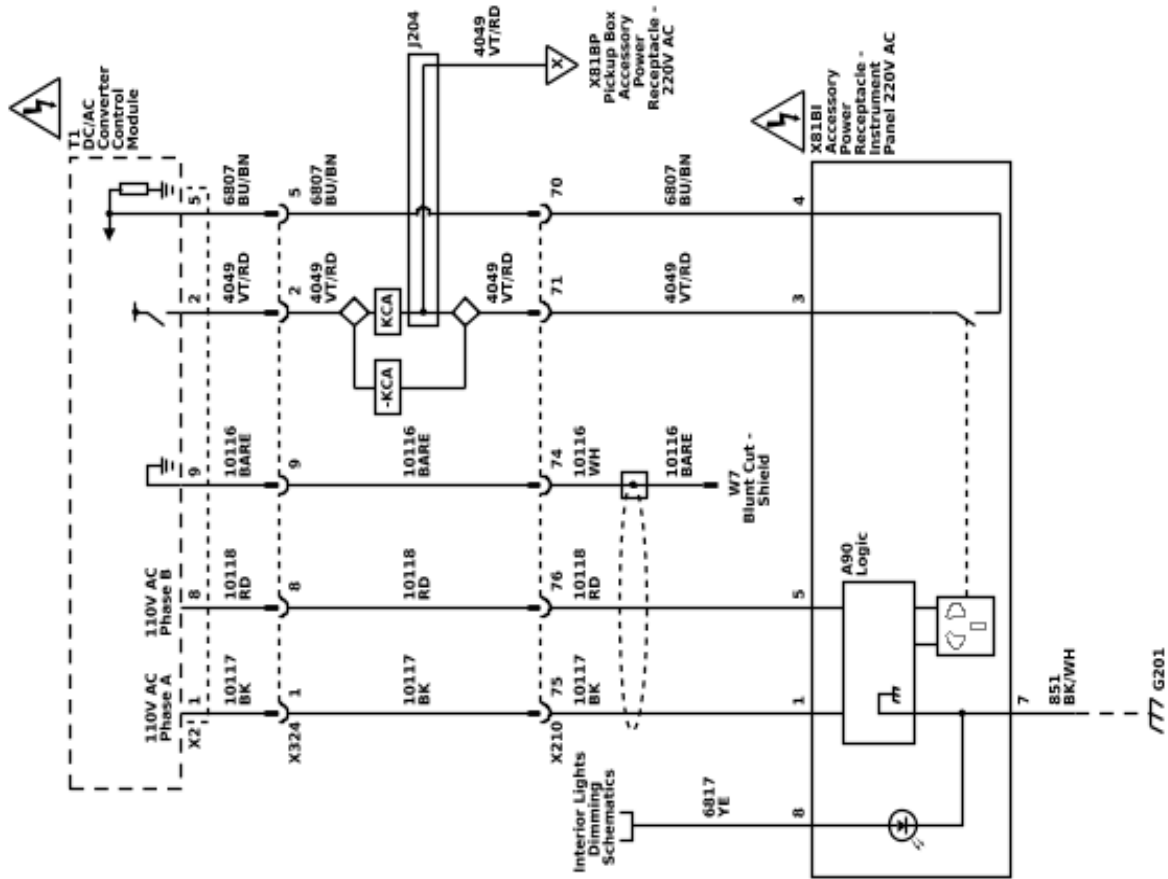 T1
DC/AC
Converter
Control
Module
110V AC
Phase A
110V AC
Phase B
X2
1
8
9
2
5
10117
BK
10118
RD
10116
BARE
4049
VT/RD
6807
BU/BN
X324
1
8
9
2
5
10117
BK
10118
RD
10116
BARE
4049
VT/RD
6807
BU/BN
-KCA
KCA
J204
4049
VT/RD
4049
VT/RD
X
X81BP
Pickup Box
Accessory
Power
Receptacle -
220V AC
X210
75
76
74
71
70
10117
BK
10118
RD
10116
WH
10116
BARE
4049
VT/RD
6807
BU/BN
W7
Blunt Cut -
Shield
Interior Lights
Dimming
Schematics
6817
YE
X81BI
Accessory
Power
Receptacle -
Instrument
Panel 220V AC
8
1
5
3
4
A90
Logic
7
851
BK/WH
G201